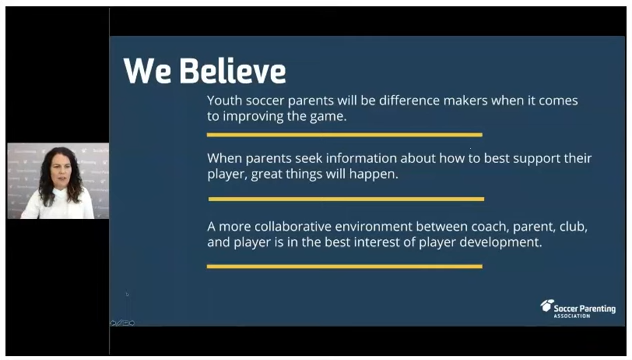 We Believe
Youth soccer parents will be difference makers when it comes
to improving the game.
When parents seek information about how to best support their
player, great things will happen.
A more collaborative environment between coach, parent, club,
and player is in the best interest of player development.
Soccer Parenting
ASSOCIATION